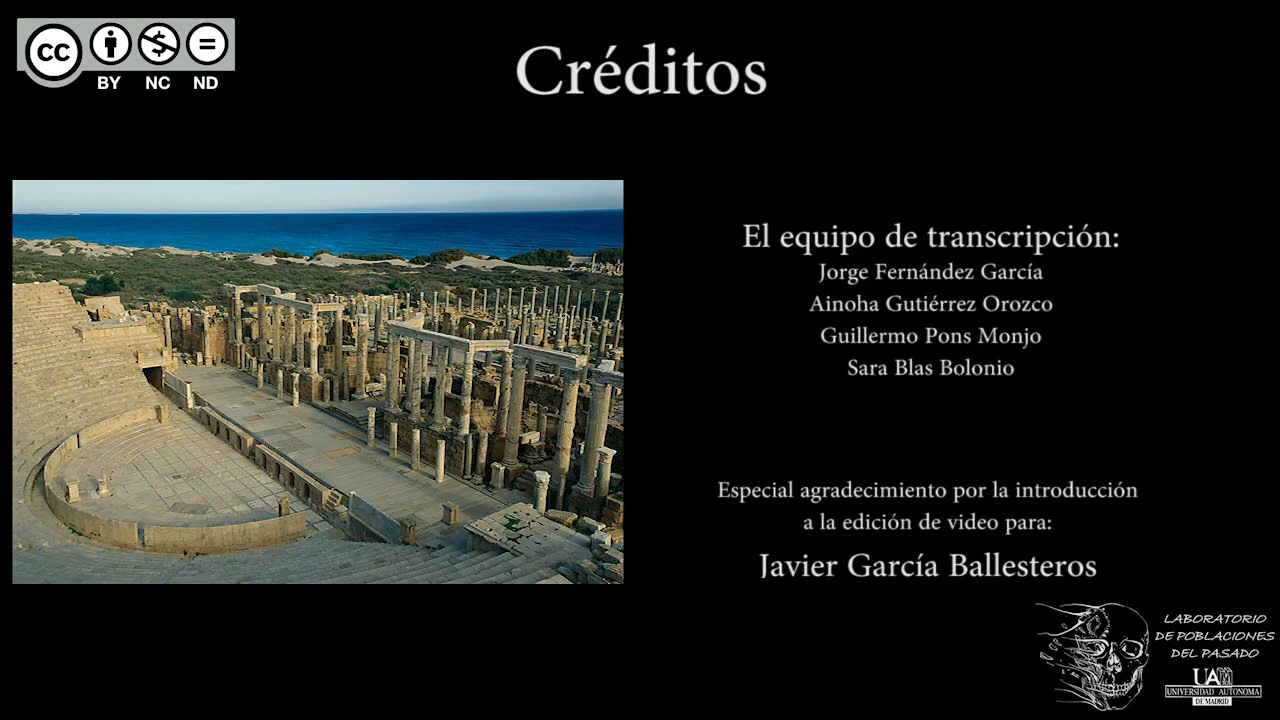 CC
BY NC ND
Créditos
El equipo de transcripción:
Jorge Fernández García
Ainoha Gutiérrez Orozco
Guillermo Pons Monjo
Sara Blas Bolonio
Especial agradecimiento por la introducción
a la edición de video para:
Javier García Ballesteros
LABORATORIO
DE POBLACIONES
DEL PASADO
UAM
UNIVERSIDAD AUTONOMA
DE MADRID